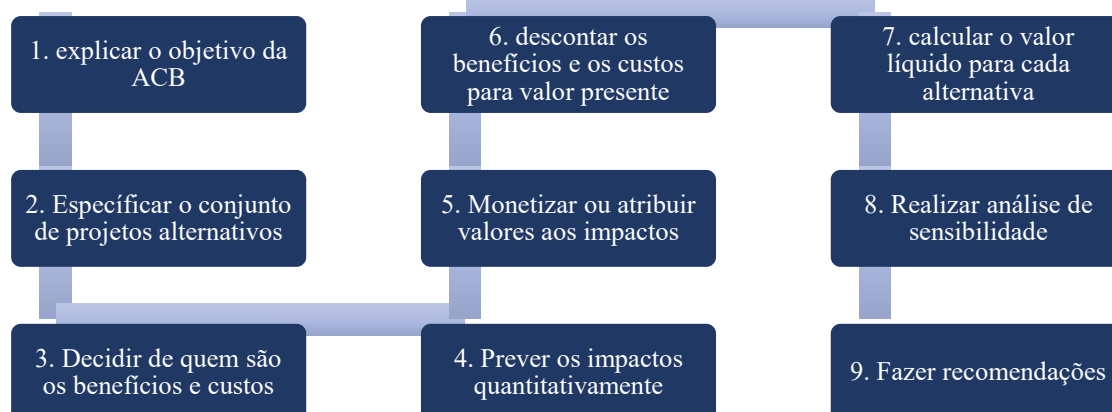 1. explicar o objetivo da
ACB
2. Específicar o conjunto
de projetos alternativos
3. Decidir de quem são
os benefícios e custos
4. Prever os impactos
quantitativamente
5. Monetizar ou atribuir
valores aos impactos
6. descontar os
benefícios e os custos
para valor presente
7. calcular o valor
líquido para cada
alternativa
8. Realizar análise de
sensibilidade
9. Fazer recomendações